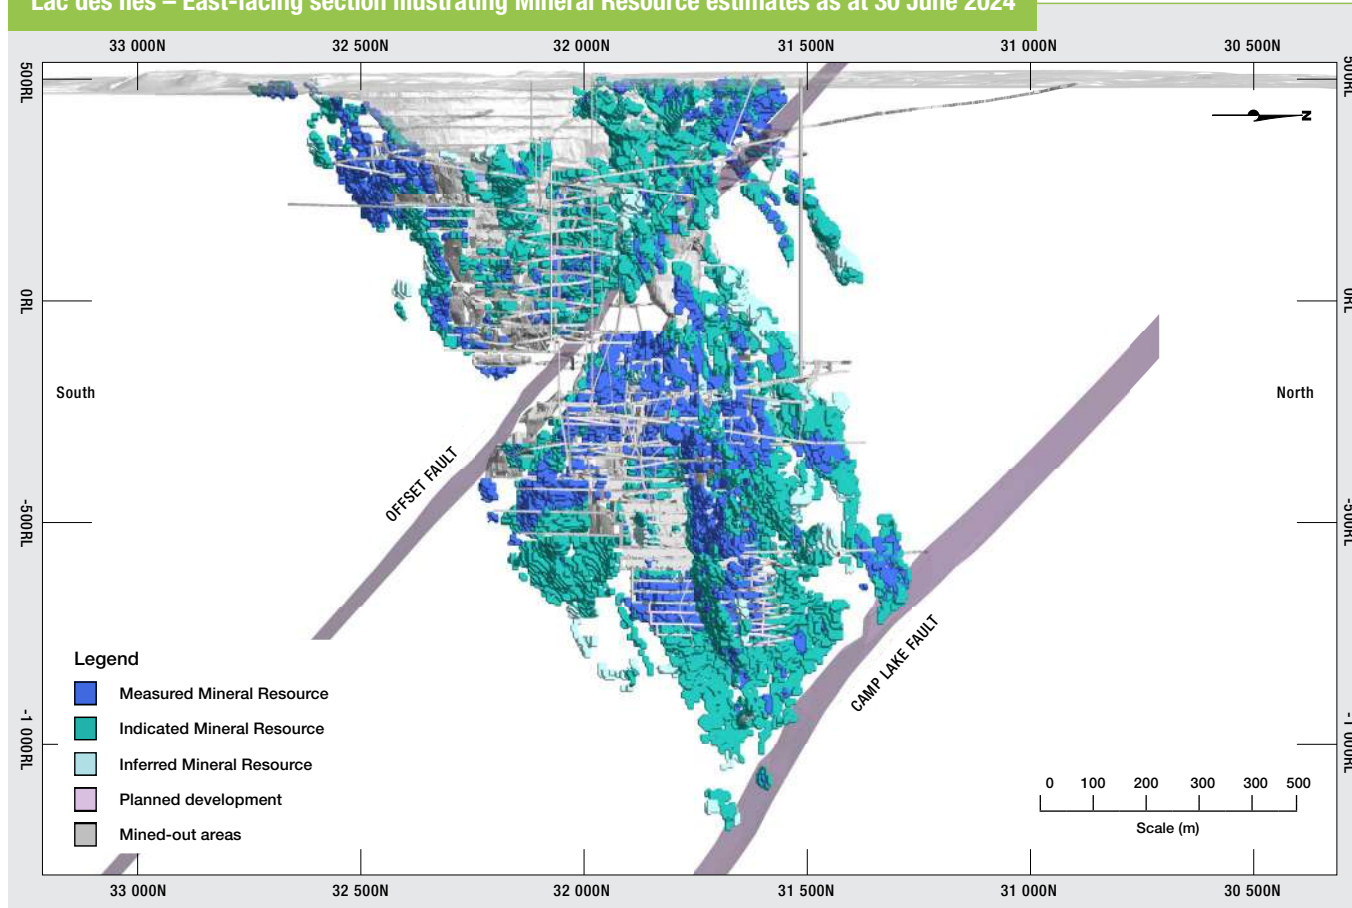 Lac des Iles – East-facing section illustrating Mineral Resource estimates as at 30 June 2024
33 000N 32 500N 32 000N 31 500N 31 000N 30 500N
500RL 500RL
N
0RL 0RL
South North
OFFSET FAULT
-500RL -500RL
CAMP LAKE FAULT
-1 000RL -1 000RL
Legend
Measured Mineral Resource
Indicated Mineral Resource
Inferred Mineral Resource
Planned development
Mined-out areas
0 100 200 300 300 500
Scale (m)
33 000N 32 500N 32 000N 31 500N 31 000N 30 500N